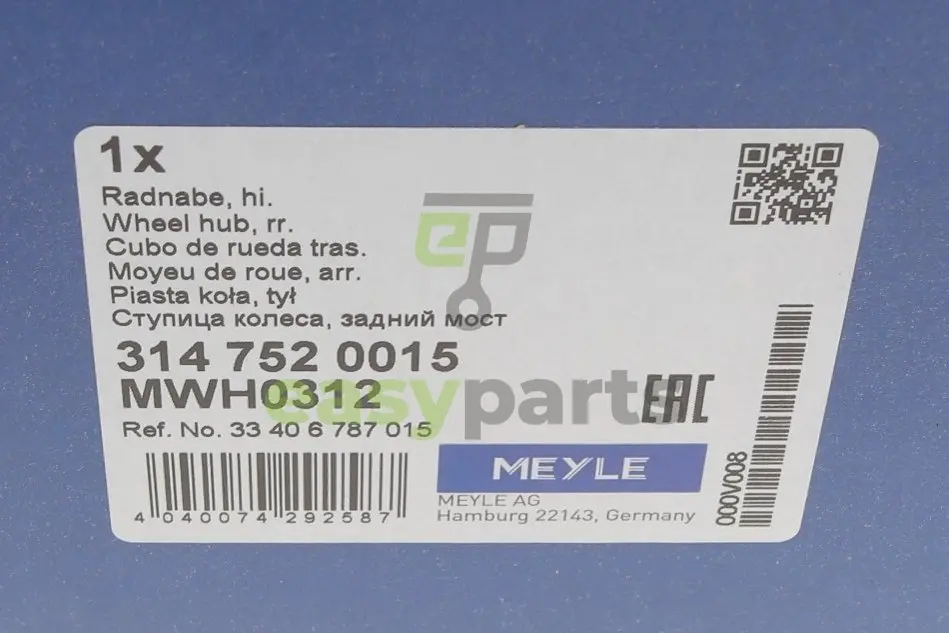 1x
Radnabe, hi.
Wheel hub, rr.
Cubo de rueda tras.
Moyeu de roue, arr.
Piasta koła, tył
Ступица колеса, задний мост
314 752 0015
MWH0312
easyparts
EAC
Ref. No. 33 40 6 787 015
MEYLE
MEYLE AG
Hamburg 22143, Germany
4 040074 292587
000V008
ep